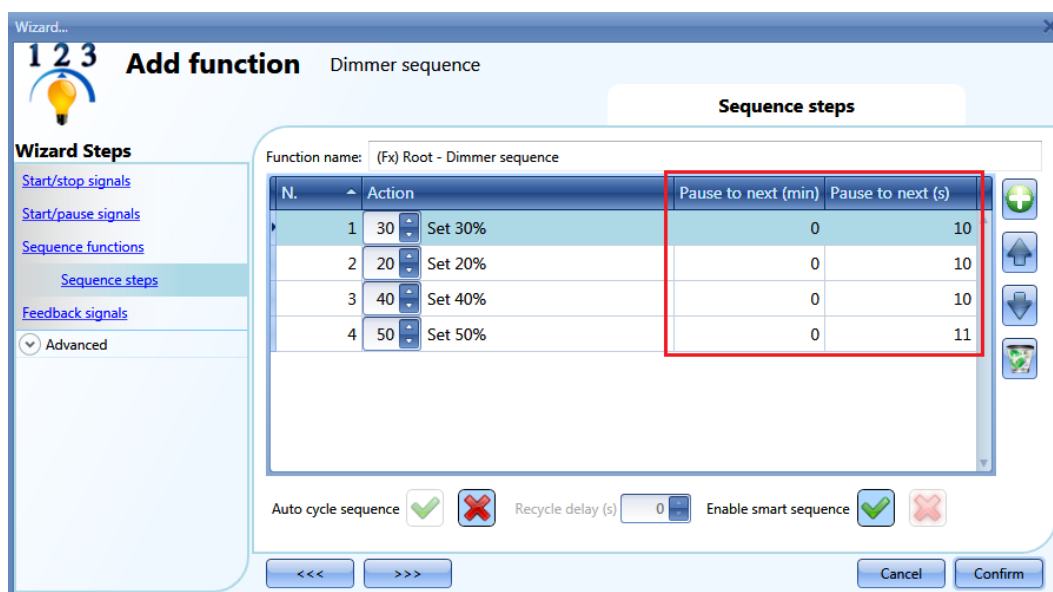 Wizard...
1 2 3
Add function Dimmer sequence
Sequence steps
Wizard Steps
Start/stop signals
Start/pause signals
Sequence functions
Sequence steps
Feedback signals
Advanced
Function name: (Fx) Root - Dimmer sequence
N. Action Pause to next (min) Pause to next (s)
1 30 Set 30% 0 10
2 20 Set 20% 0 10
3 40 Set 40% 0 10
4 50 Set 50% 0 11
Auto cycle sequence Recycle delay (s) 0 Enable smart sequence
<<< >>> Cancel Confirm